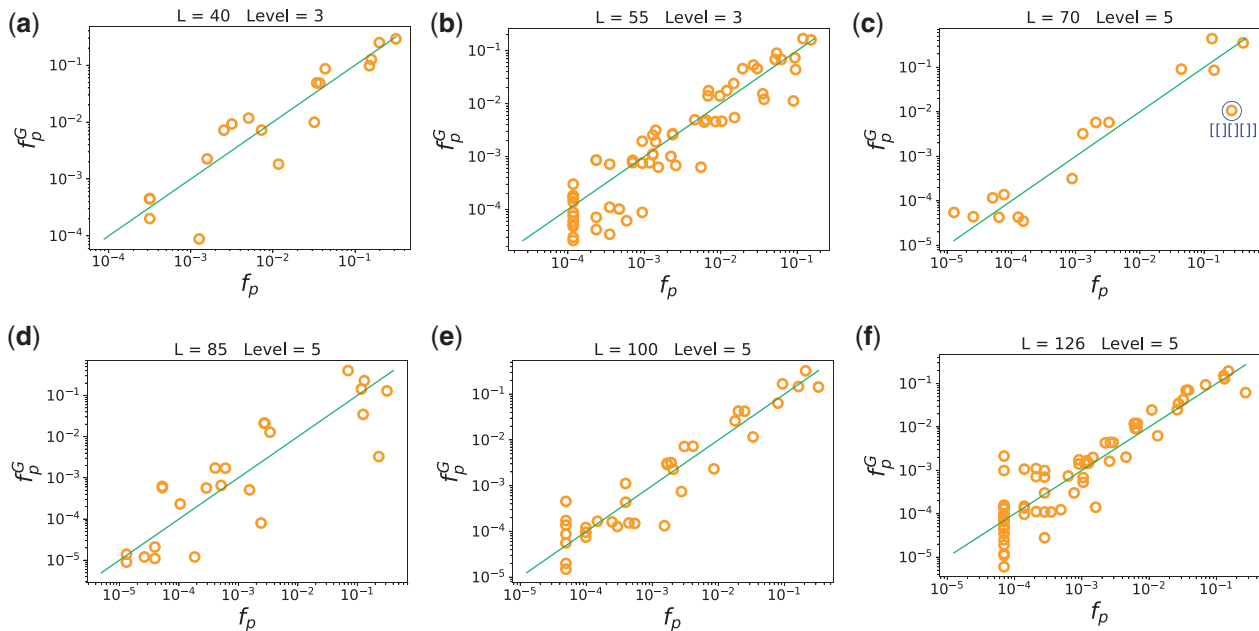 (a)
L = 40 Level = 3
10⁻¹
10⁻²
10⁻³
10⁻⁴
f_p^G
10⁻⁴ 10⁻³ 10⁻² 10⁻¹
f_p
(b)
L = 55 Level = 3
10⁻¹
10⁻²
10⁻³
10⁻⁴
f_p^G
10⁻⁴ 10⁻³ 10⁻² 10⁻¹
f_p
(c)
L = 70 Level = 5
10⁻¹
10⁻²
10⁻³
10⁻⁴
10⁻⁵
f_p^G
[[][][]]
10⁻⁵ 10⁻⁴ 10⁻³ 10⁻² 10⁻¹
f_p
(d)
L = 85 Level = 5
10⁻¹
10⁻²
10⁻³
10⁻⁴
10⁻⁵
f_p^G
10⁻⁵ 10⁻⁴ 10⁻³ 10⁻² 10⁻¹
f_p
(e)
L = 100 Level = 5
10⁻¹
10⁻²
10⁻³
10⁻⁴
10⁻⁵
f_p^G
10⁻⁵ 10⁻⁴ 10⁻³ 10⁻² 10⁻¹
f_p
(f)
L = 126 Level = 5
10⁻¹
10⁻²
10⁻³
10⁻⁴
10⁻⁵
f_p^G
10⁻⁵ 10⁻⁴ 10⁻³ 10⁻² 10⁻¹
f_p